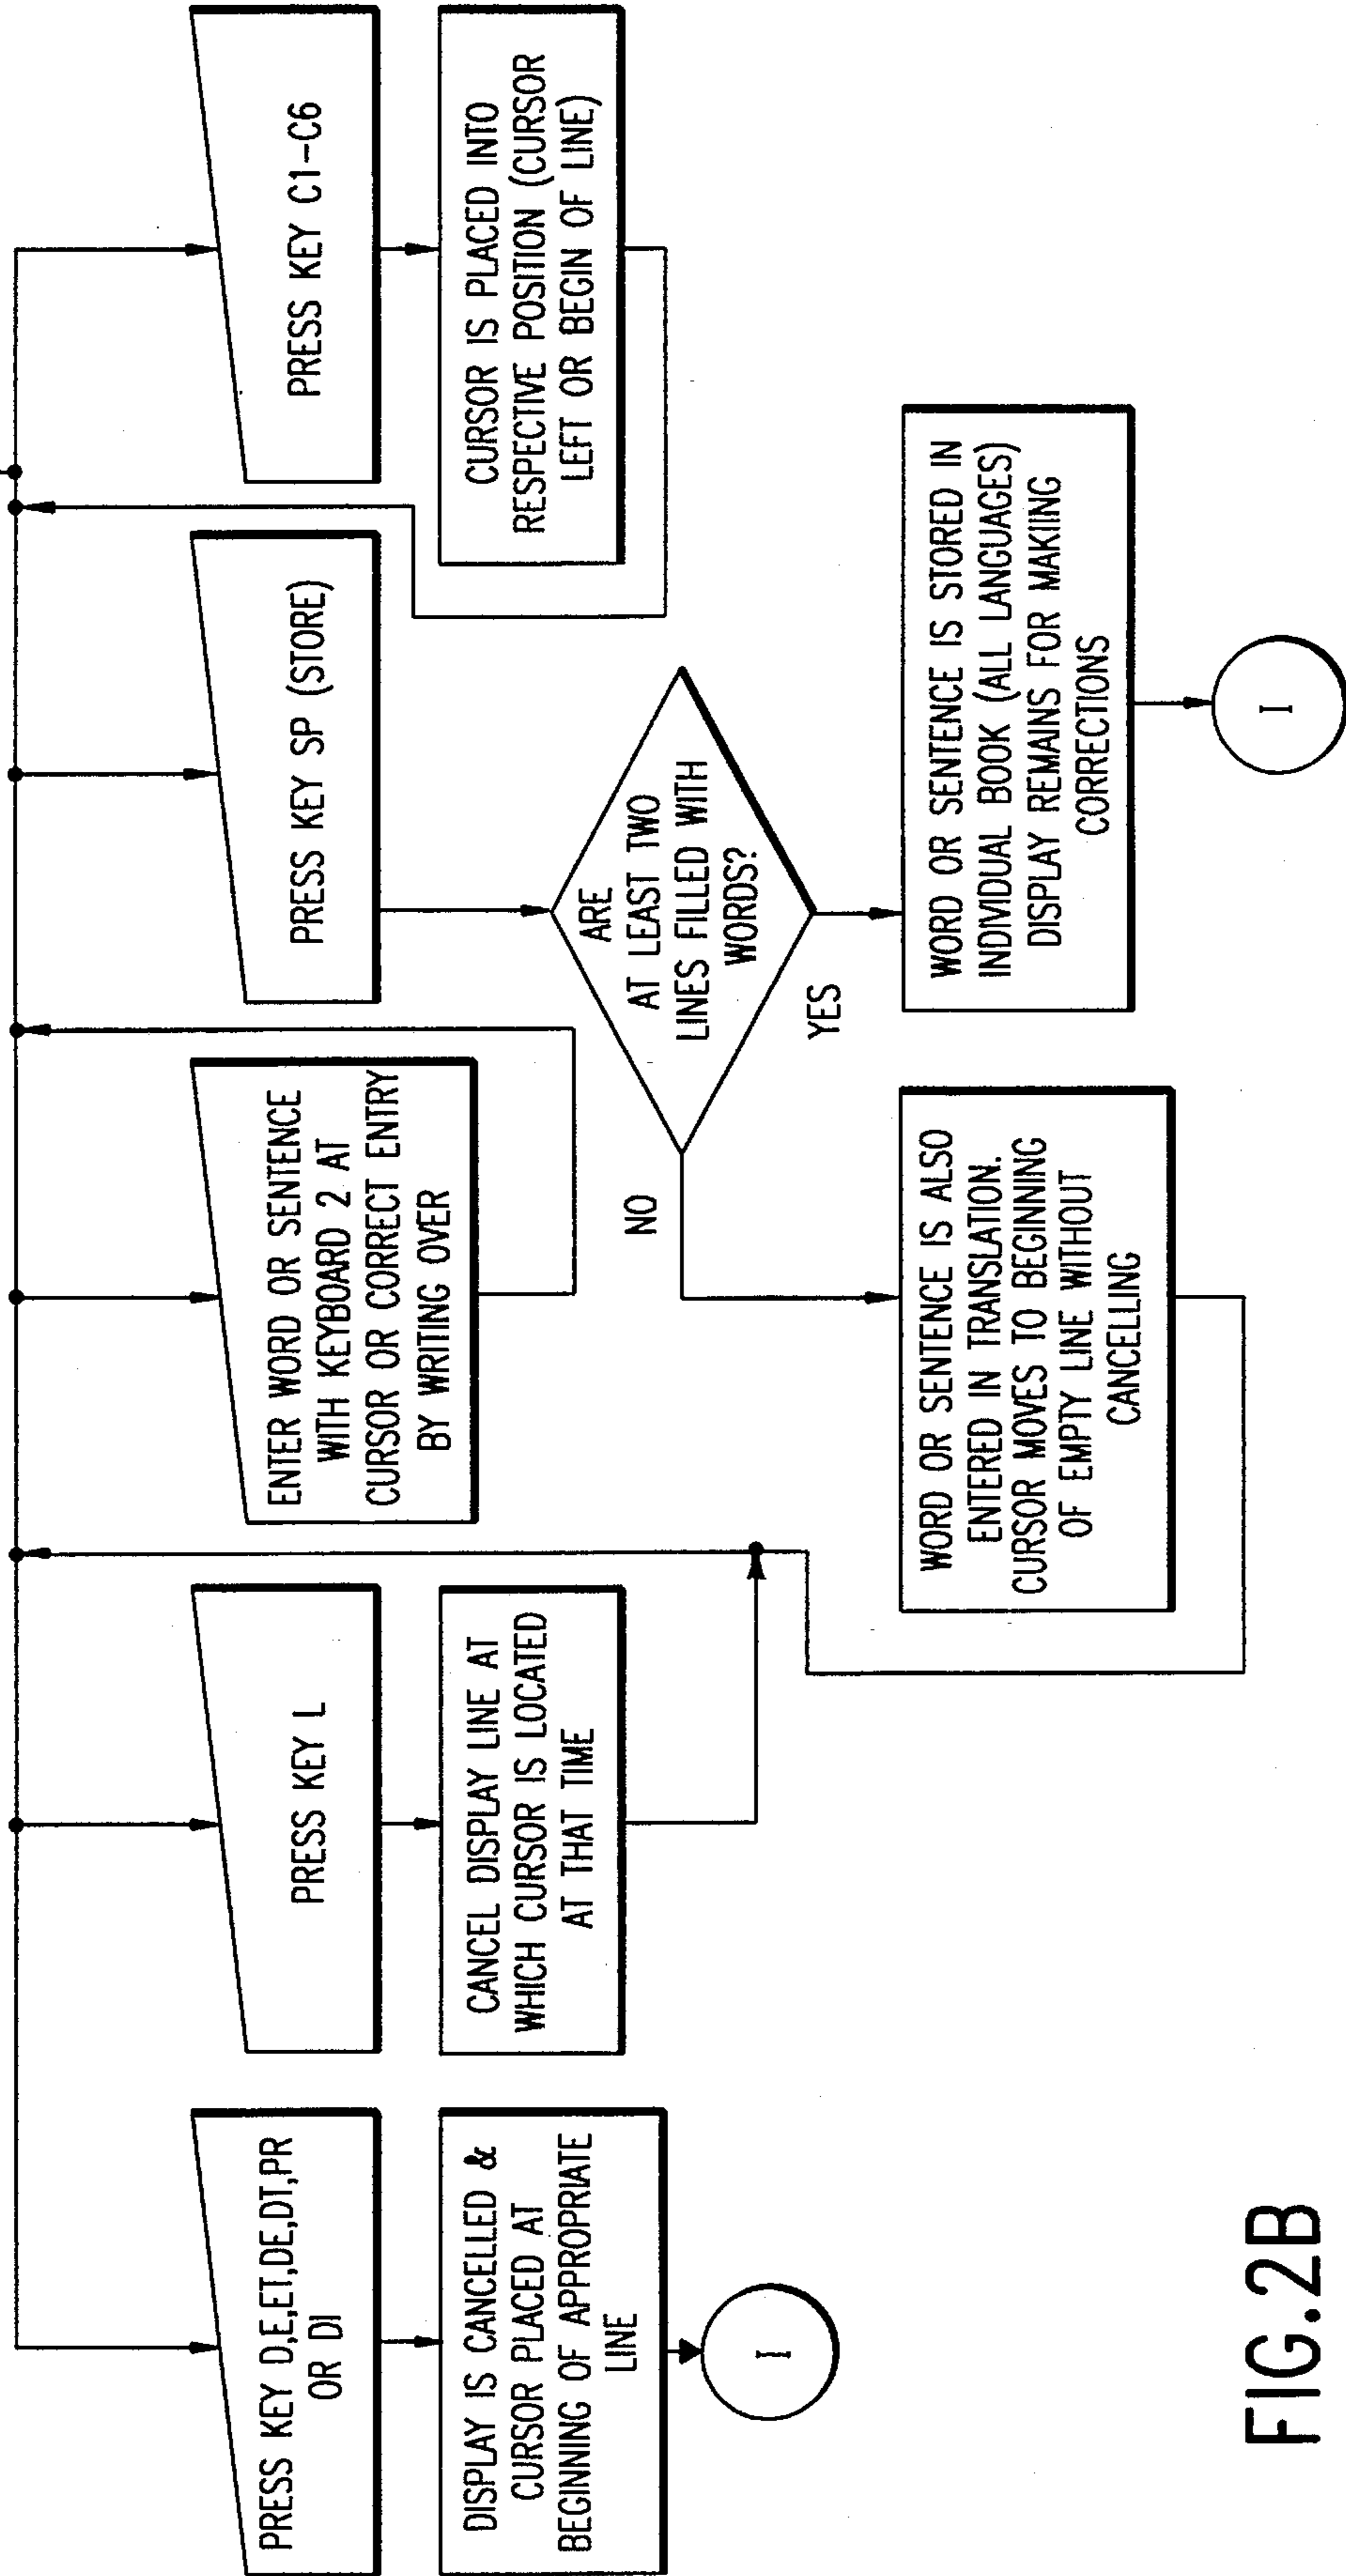 PRESS KEY D,E,ET,DE,DT,PR
OR DI
DISPLAY IS CANCELLED &
CURSOR PLACED AT
BEGINNING OF APPROPRIATE
LINE
I
PRESS KEY L
CANCEL DISPLAY LINE AT
WHICH CURSOR IS LOCATED
AT THAT TIME
ENTER WORD OR SENTENCE
WITH KEYBOARD 2 AT
CURSOR OR CORRECT ENTRY
BY WRITING OVER
PRESS KEY SP (STORE)
ARE
AT LEAST TWO
LINES FILLED WITH
WORDS?
NO
YES
WORD OR SENTENCE IS ALSO
ENTERED IN TRANSLATION.
CURSOR MOVES TO BEGINNING
OF EMPTY LINE WITHOUT
CANCELLING
WORD OR SENTENCE IS STORED IN
INDIVIDUAL BOOK (ALL LANGUAGES)
DISPLAY REMAINS FOR MAKIING
CORRECTIONS
I
PRESS KEY C1-C6
CURSOR IS PLACED INTO
RESPECTIVE POSITION (CURSOR
LEFT OR BEGIN OF LINE)
FIG.2B